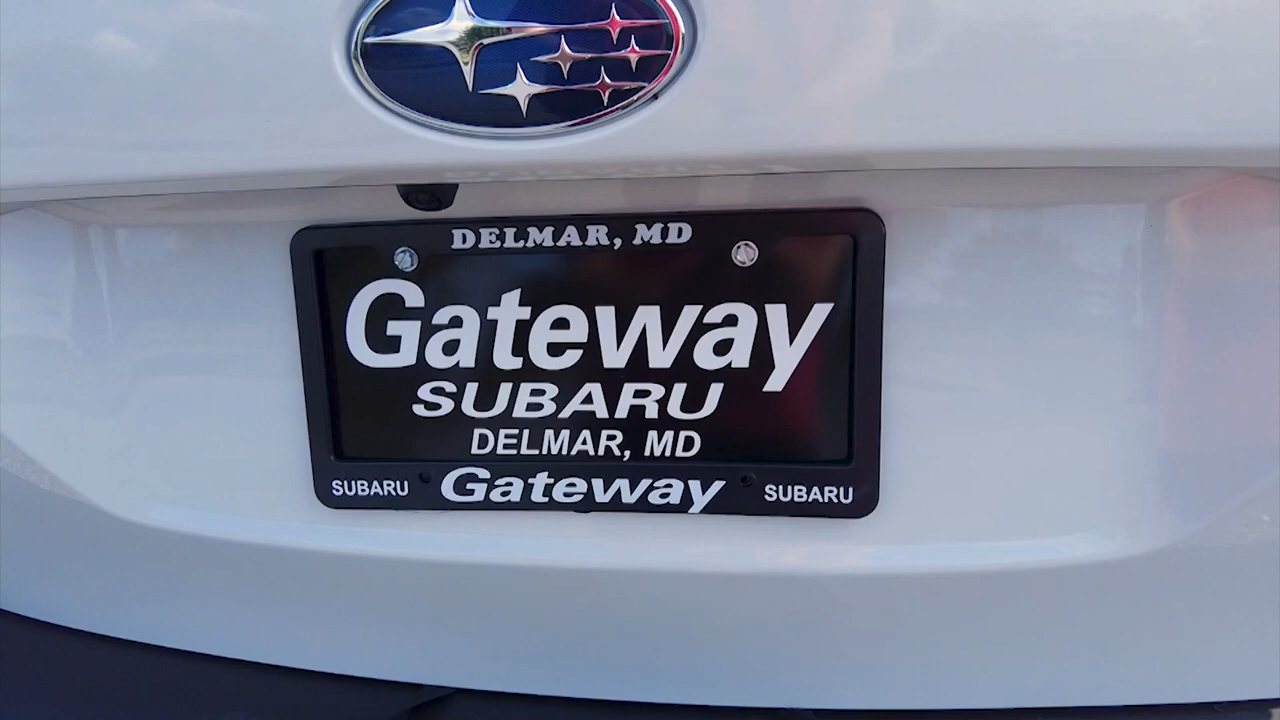 DELMAR, MD
Gateway
SUBARU
DELMAR, MD
SUBARU Gateway SUBARU